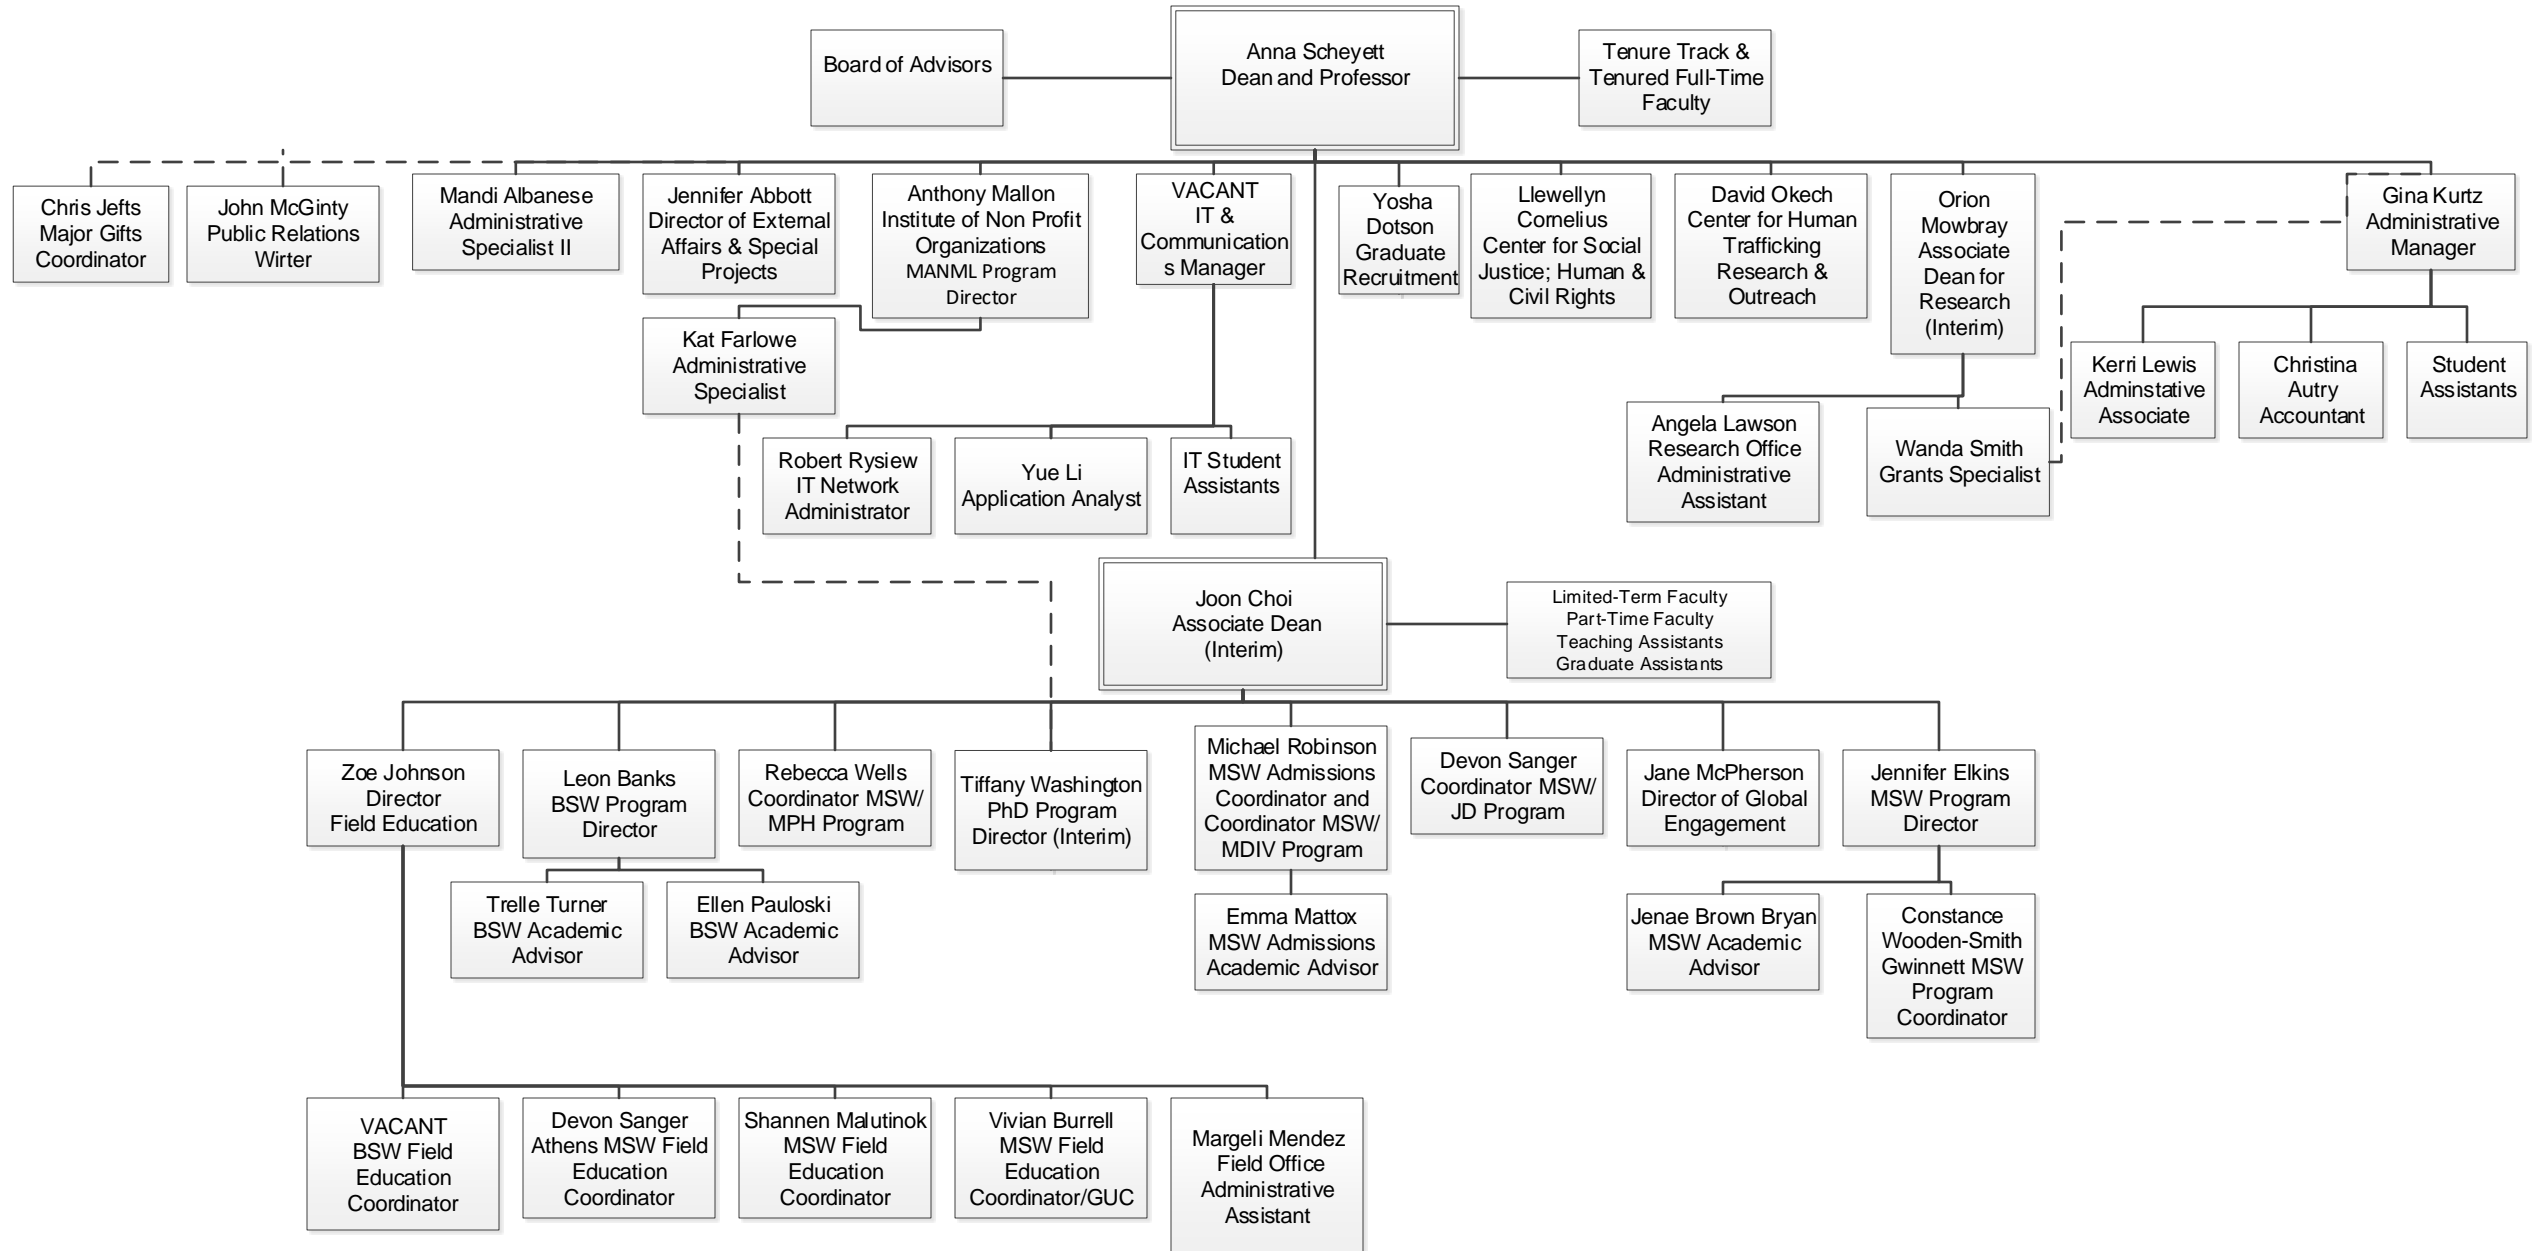 Board of Advisors
Anna Scheyett
Dean and Professor
Tenure Track &
Tenured Full-Time
Faculty
Chris Jefts
Major Gifts
Coordinator
John McGinty
Public Relations
Wirter
Mandi Albanese
Administrative
Specialist II
Jennifer Abbott
Director of External
Affairs & Special
Projects
Anthony Mallon
Institute of Non Profit
Organizations
MANML Program
Director
VACANT
IT &
Communication
s Manager
Yosha
Dotson
Graduate
Recruitment
Llewellyn
Cornelius
Center for Social
Justice; Human &
Civil Rights
David Okech
Center for Human
Trafficking
Research &
Outreach
Orion
Mowbray
Associate
Dean for
Research
(Interim)
Gina Kurtz
Administrative
Manager
Kat Farlowe
Administrative
Specialist
Kerri Lewis
Adminstative
Associate
Christina
Autry
Accountant
Student
Assistants
Robert Rysiew
IT Network
Administrator
Yue Li
Application Analyst
IT Student
Assistants
Angela Lawson
Research Office
Administrative
Assistant
Wanda Smith
Grants Specialist
Joon Choi
Associate Dean
(Interim)
Limited-Term Faculty
Part-Time Faculty
Teaching Assistants
Graduate Assistants
Zoe Johnson
Director
Field Education
Leon Banks
BSW Program
Director
Rebecca Wells
Coordinator MSW/
MPH Program
Tiffany Washington
PhD Program
Director (Interim)
Michael Robinson
MSW Admissions
Coordinator and
Coordinator MSW/
MDIV Program
Devon Sanger
Coordinator MSW/
JD Program
Jane McPherson
Director of Global
Engagement
Jennifer Elkins
MSW Program
Director
Trelle Turner
BSW Academic
Advisor
Ellen Pauloski
BSW Academic
Advisor
Emma Mattox
MSW Admissions
Academic Advisor
Jenae Brown Bryan
MSW Academic
Advisor
Constance
Wooden-Smith
Gwinnett MSW
Program
Coordinator
VACANT
BSW Field
Education
Coordinator
Devon Sanger
Athens MSW Field
Education
Coordinator
Shannen Malutinok
MSW Field
Education
Coordinator
Vivian Burrell
MSW Field
Education
Coordinator/GUC
Margeli Mendez
Field Office
Administrative
Assistant